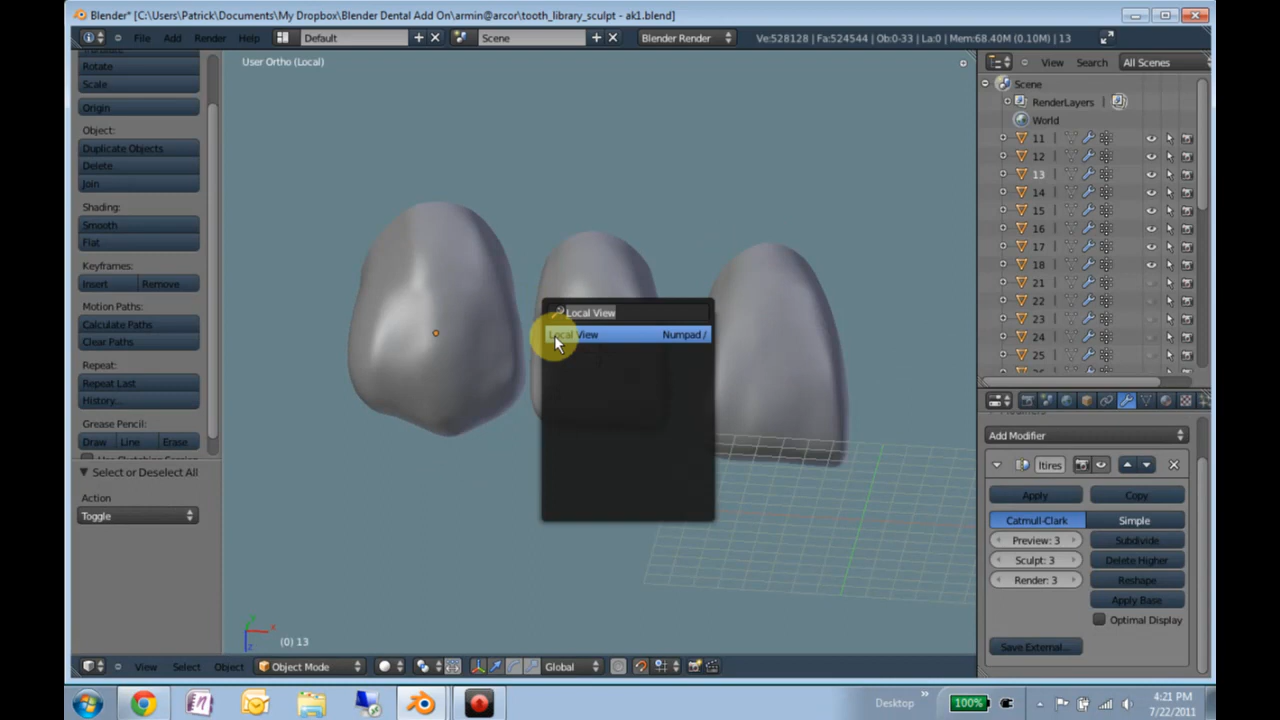 Blender* [C:\Users\Patrick\Documents\My Dropbox\Blender Dental Add On\armin@arcor\tooth_library_sculpt - ak1.blend]
File Add Render Help Default Scene Blender Render Ve:528128 | Fa:524544 | Ob:0-33 | La:0 | Mem:68.40M (0.10M) | 13
User Ortho (Local)
Rotate
Scale
Origin
Object:
Duplicate Objects
Delete
Join
Shading:
Smooth
Flat
Keyframes:
Insert Remove
Motion Paths:
Calculate Paths
Clear Paths
Repeat:
Repeat Last
History...
Grease Pencil:
Draw Line Erase
Select or Deselect All
Action
Toggle
Local View
Local View Numpad /
(0) 13
View Select Object Object Mode Global
View Search All Scenes
Scene
RenderLayers
World
11
12
13
14
15
16
17
18
21
22
23
24
25
Add Modifier
ltires
Apply Copy
Catmull-Clark Simple
Preview: 3 Subdivide
Sculpt: 3 Delete Higher
Render: 3 Reshape
Apply Base
Optimal Display
Save External...
Desktop
100%
4:21 PM
7/22/2011